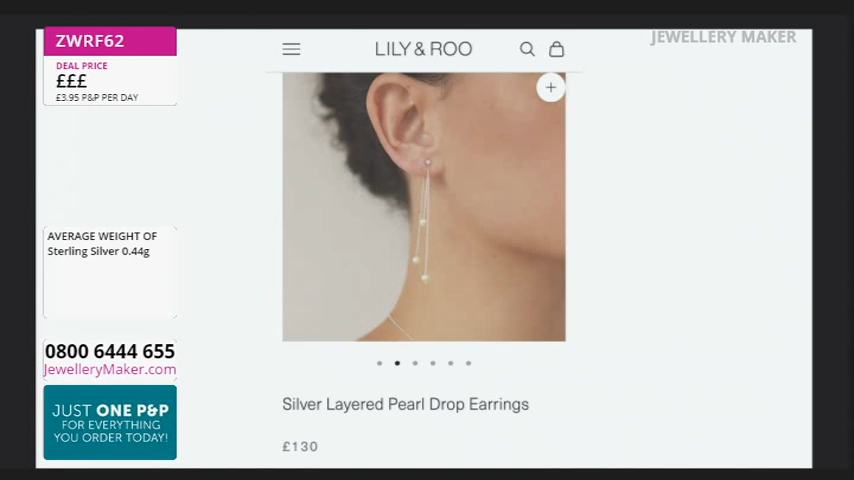 ZWRF62
DEAL PRICE
£££
£3.95 P&P PER DAY
AVERAGE WEIGHT OF
Sterling Silver 0.44g
0800 6444 655
JewelleryMaker.com
JUST ONE P&P
FOR EVERYTHING
YOU ORDER TODAY!
JEWELLERY MAKER
LILY & ROO
Silver Layered Pearl Drop Earrings
£130